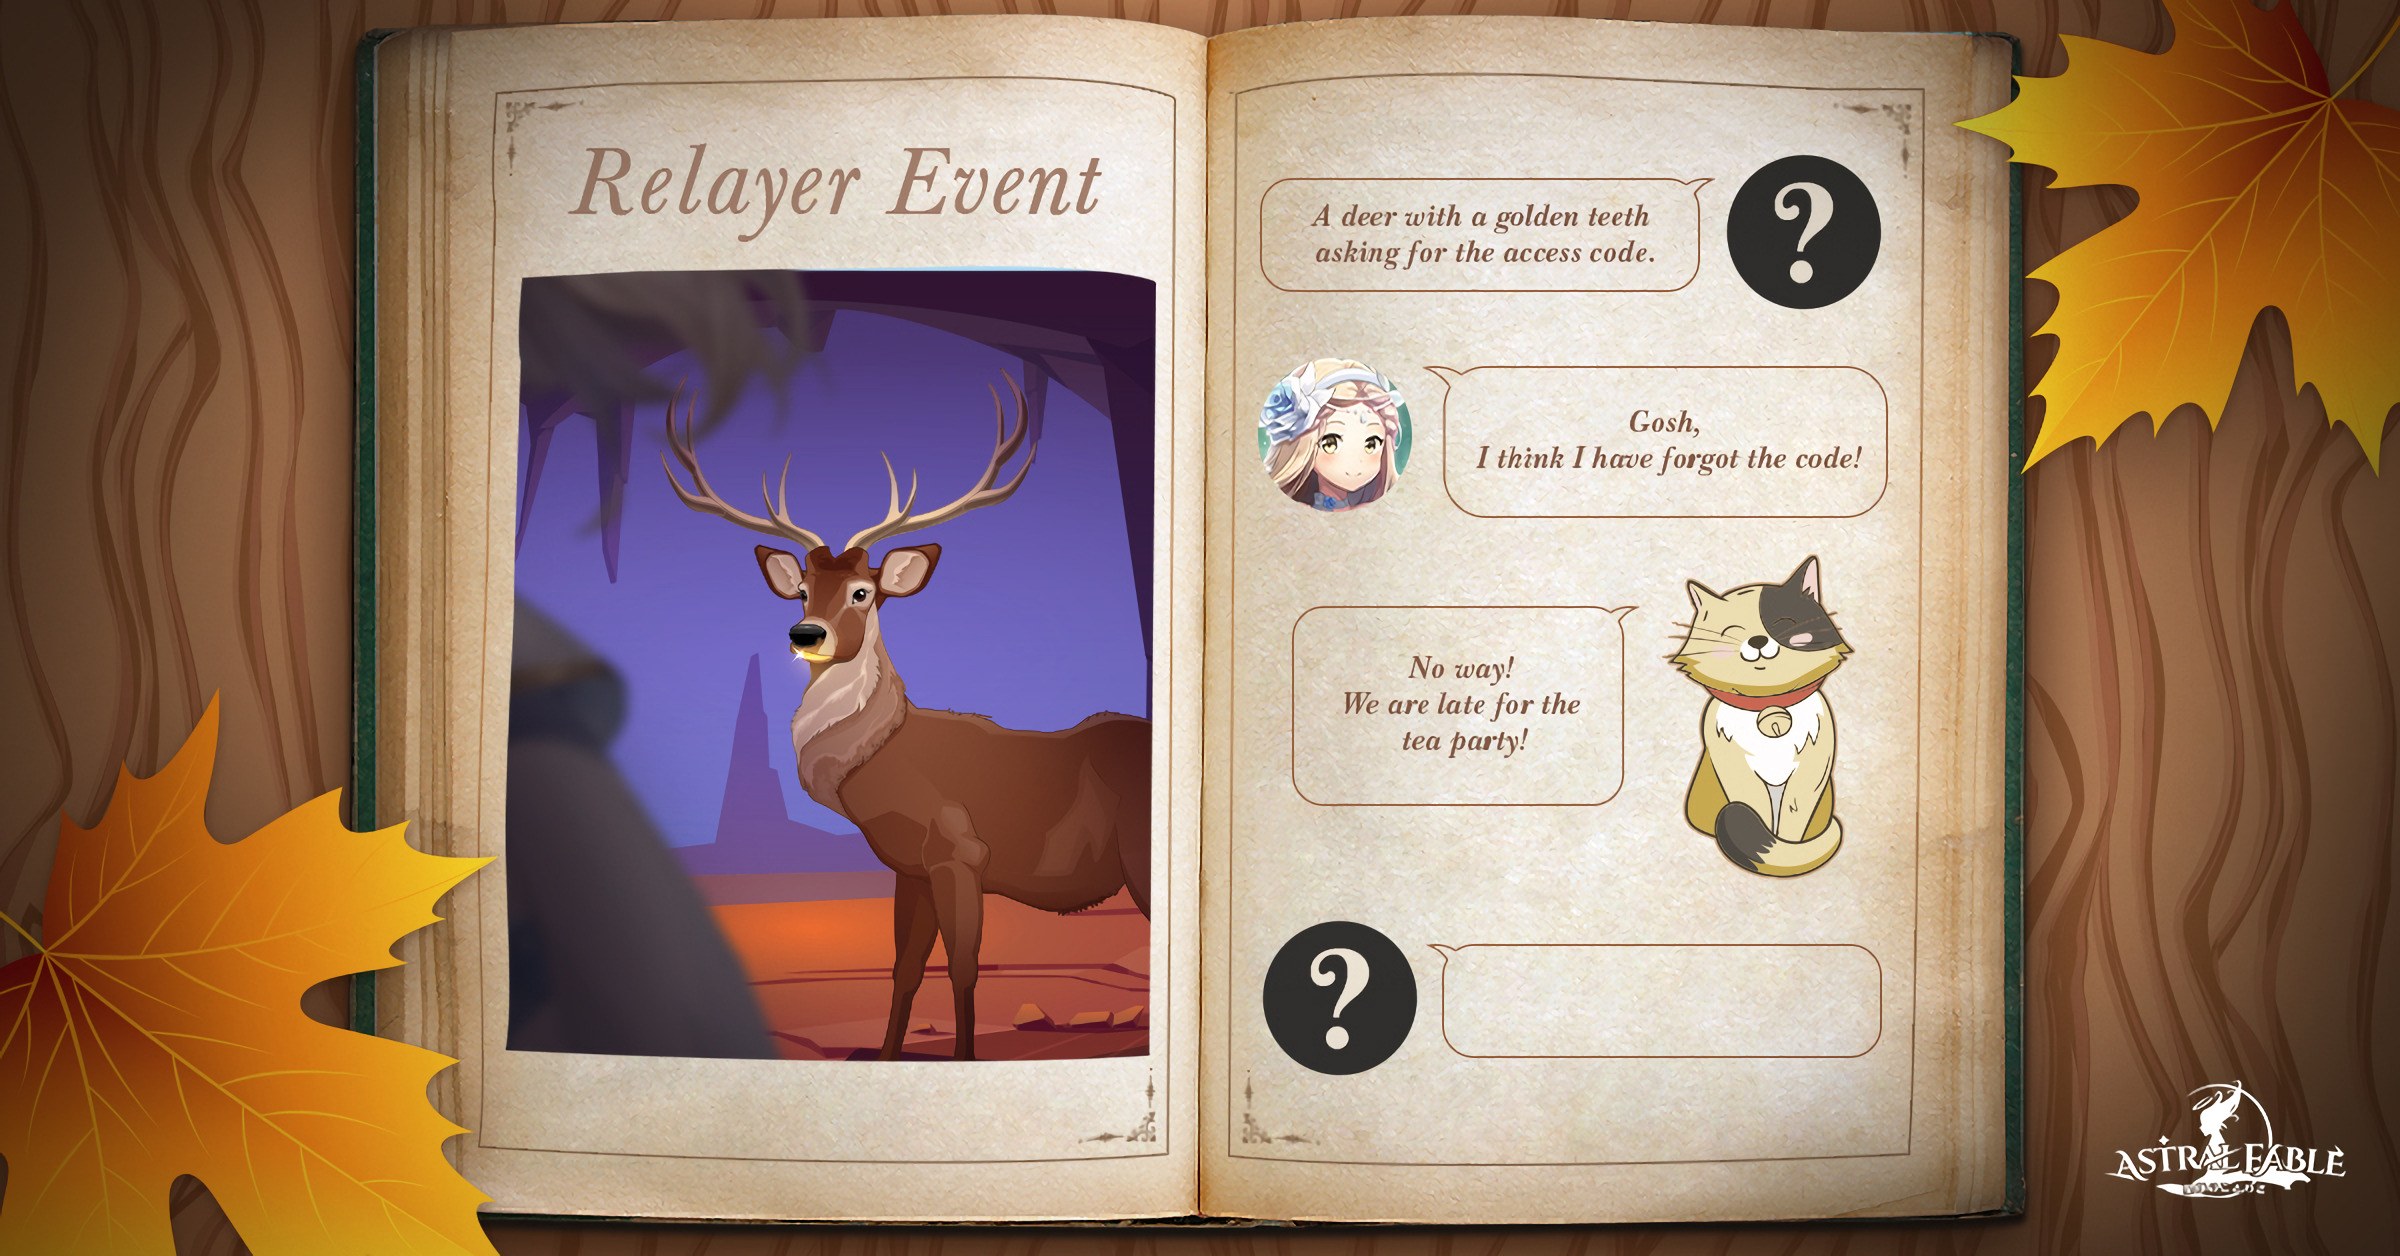 Relayer Event
A deer with a golden teeth
asking for the access code.
?
Gosh,
I think I have forgot the code!
No way!
We are late for the
tea party!
?
ASTRAL FABLE